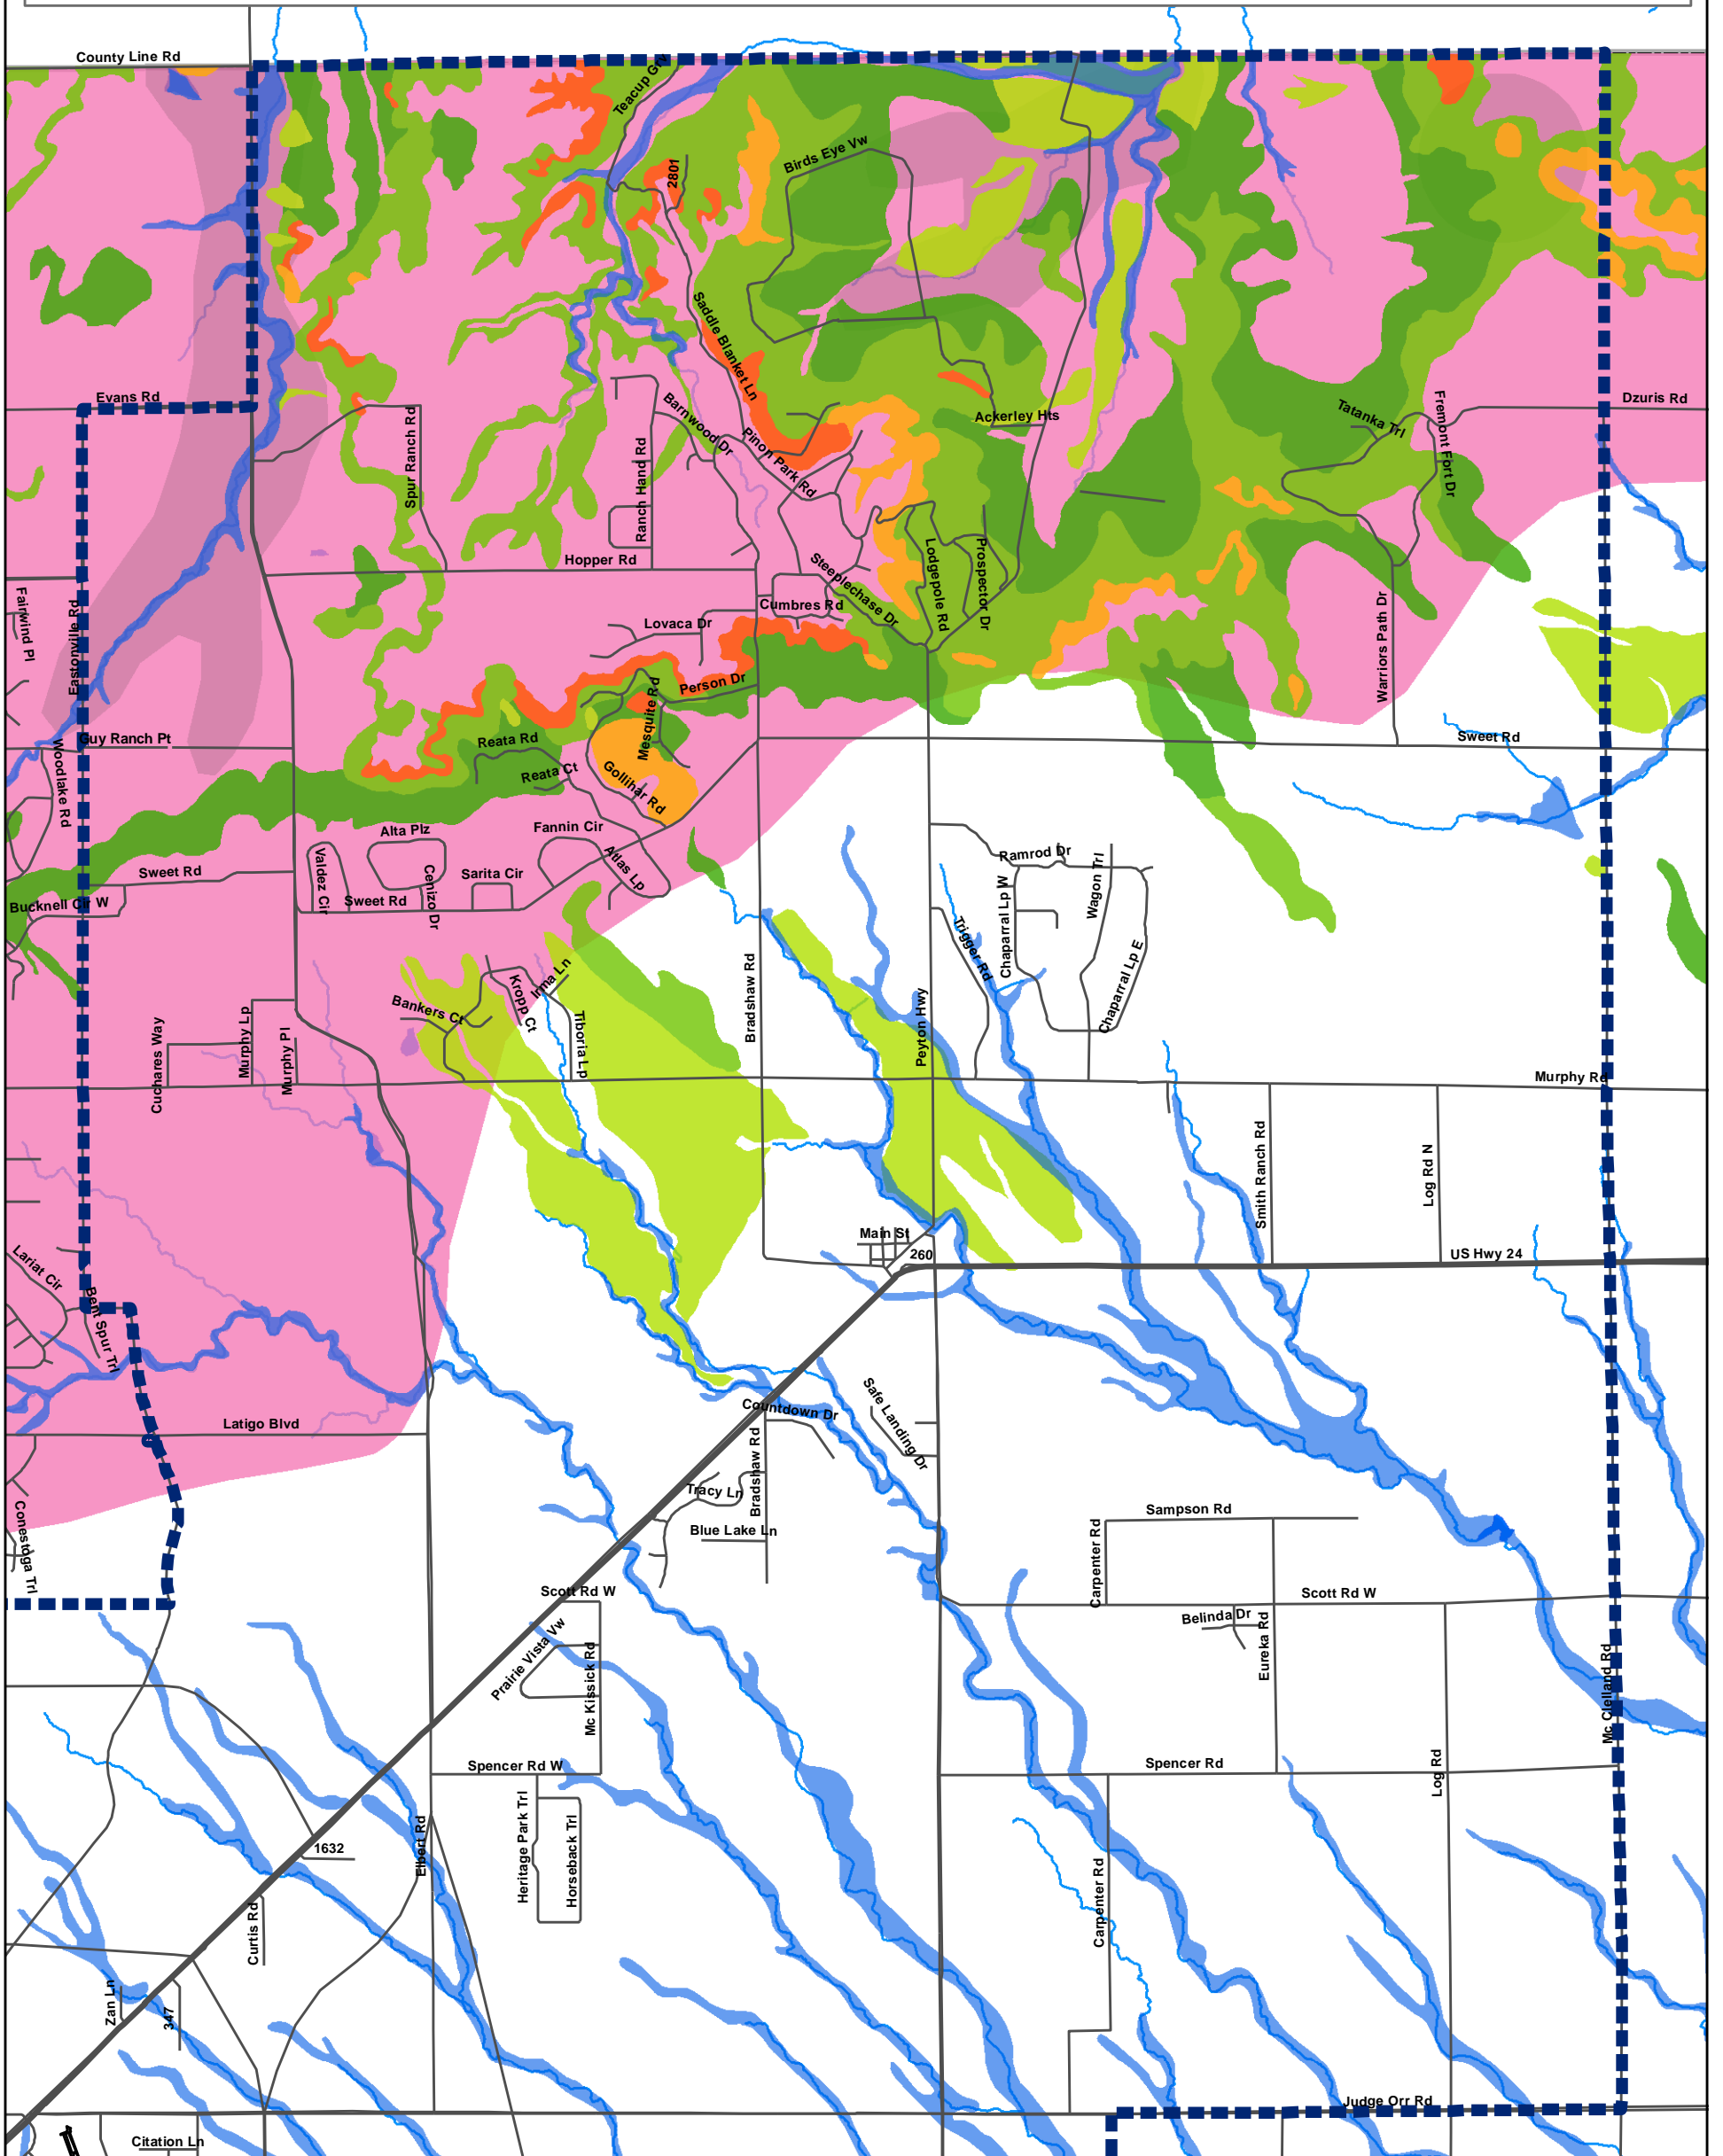 County Line Rd
Teacup Grv
2801
Birds Eye Vw
Saddle Blanket Ln
Evans Rd
Dzuris Rd
Spur Ranch Rd
Barnwood Dr
Ranch Hand Rd
Pinon Park Rd
Ackerley Hts
Tatanka Trl
Fremont Fort Dr
Hopper Rd
Steeplechase Dr
Lodgepole Rd
Prospector Dr
Fairwind Pl
Eastonville Rd
Cumbres Rd
Lovaca Dr
Warriors Path Dr
Person Dr
Mesquite Rd
Guy Ranch Pt
Woodlake Rd
Reata Rd
Reata Ct
Gollihar Rd
Sweet Rd
Alta Plz
Fannin Cir
Valdez Cir
Cenizo Dr
Sarita Cir
Atlas Lp
Sweet Rd
Sweet Rd
Bucknell Cir W
Ramrod Dr
Wagon Trl
Chaparral Lp W
Trigger Rd
Chaparral Lp E
Bankers Ct
Kropp Ct
Irma Ln
Tiboria Lp
Bradshaw Rd
Peyton Hwy
Cuchares Way
Murphy Lp
Murphy Pl
Murphy Rd
Smith Ranch Rd
Log Rd N
Main St
260
US Hwy 24
Lariat Cir
Bent Spur Trl
Latigo Blvd
Countdown Dr
Safe Landing Dr
Bradshaw Rd
Tracy Ln
Blue Lake Ln
Conestoga Trl
Sampson Rd
Carpenter Rd
Scott Rd W
Scott Rd W
Belinda Dr
Eureka Rd
Prairie Vista Vw
Mc Kissick Rd
Mc Clelland Rd
Spencer Rd W
Spencer Rd
Log Rd
Heritage Park Trl
Horseback Trl
Elbert Rd
1632
Curtis Rd
Carpenter Rd
Zan Ln
347
Judge Orr Rd
Citation Ln